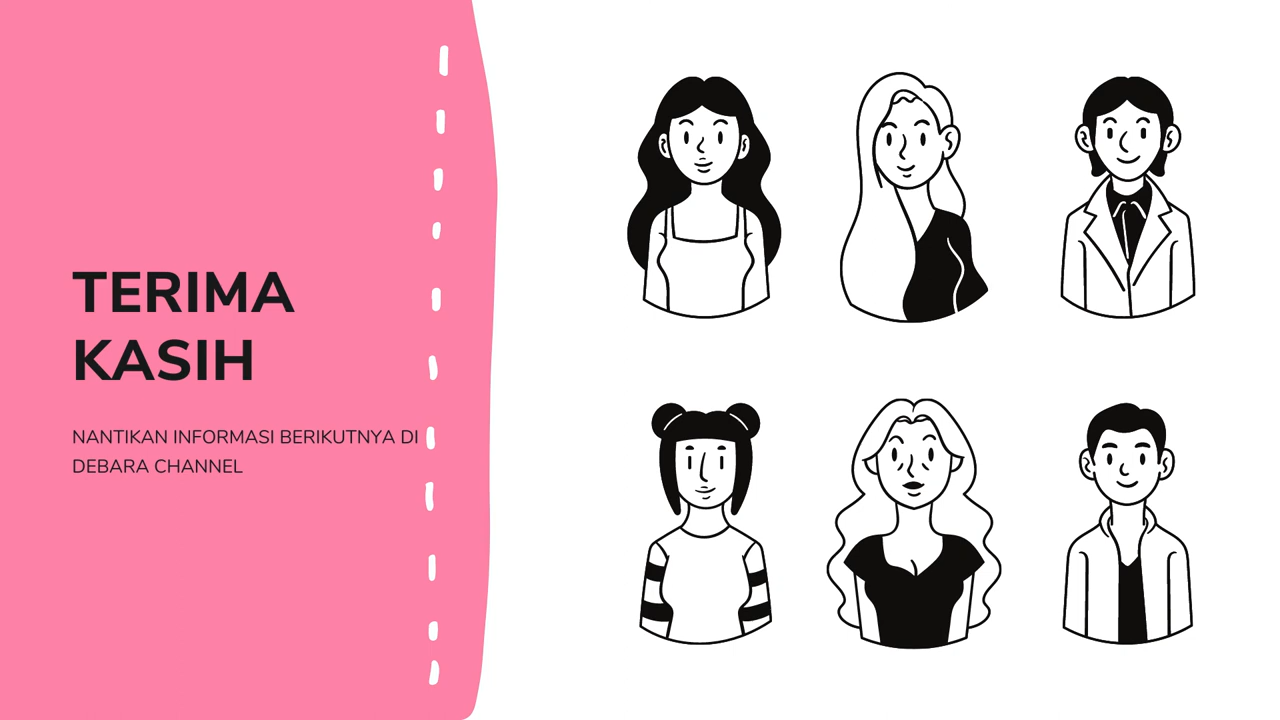 TERIMA
KASIH
NANTIKAN INFORMASI BERIKUTNYA DI
DEBARA CHANNEL